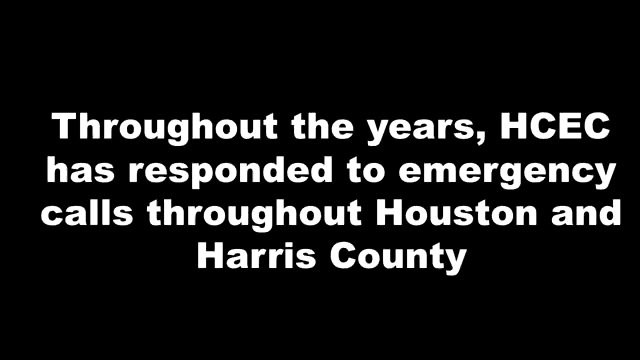 Throughout the years, HCEC
has responded to emergency
calls throughout Houston and
Harris County